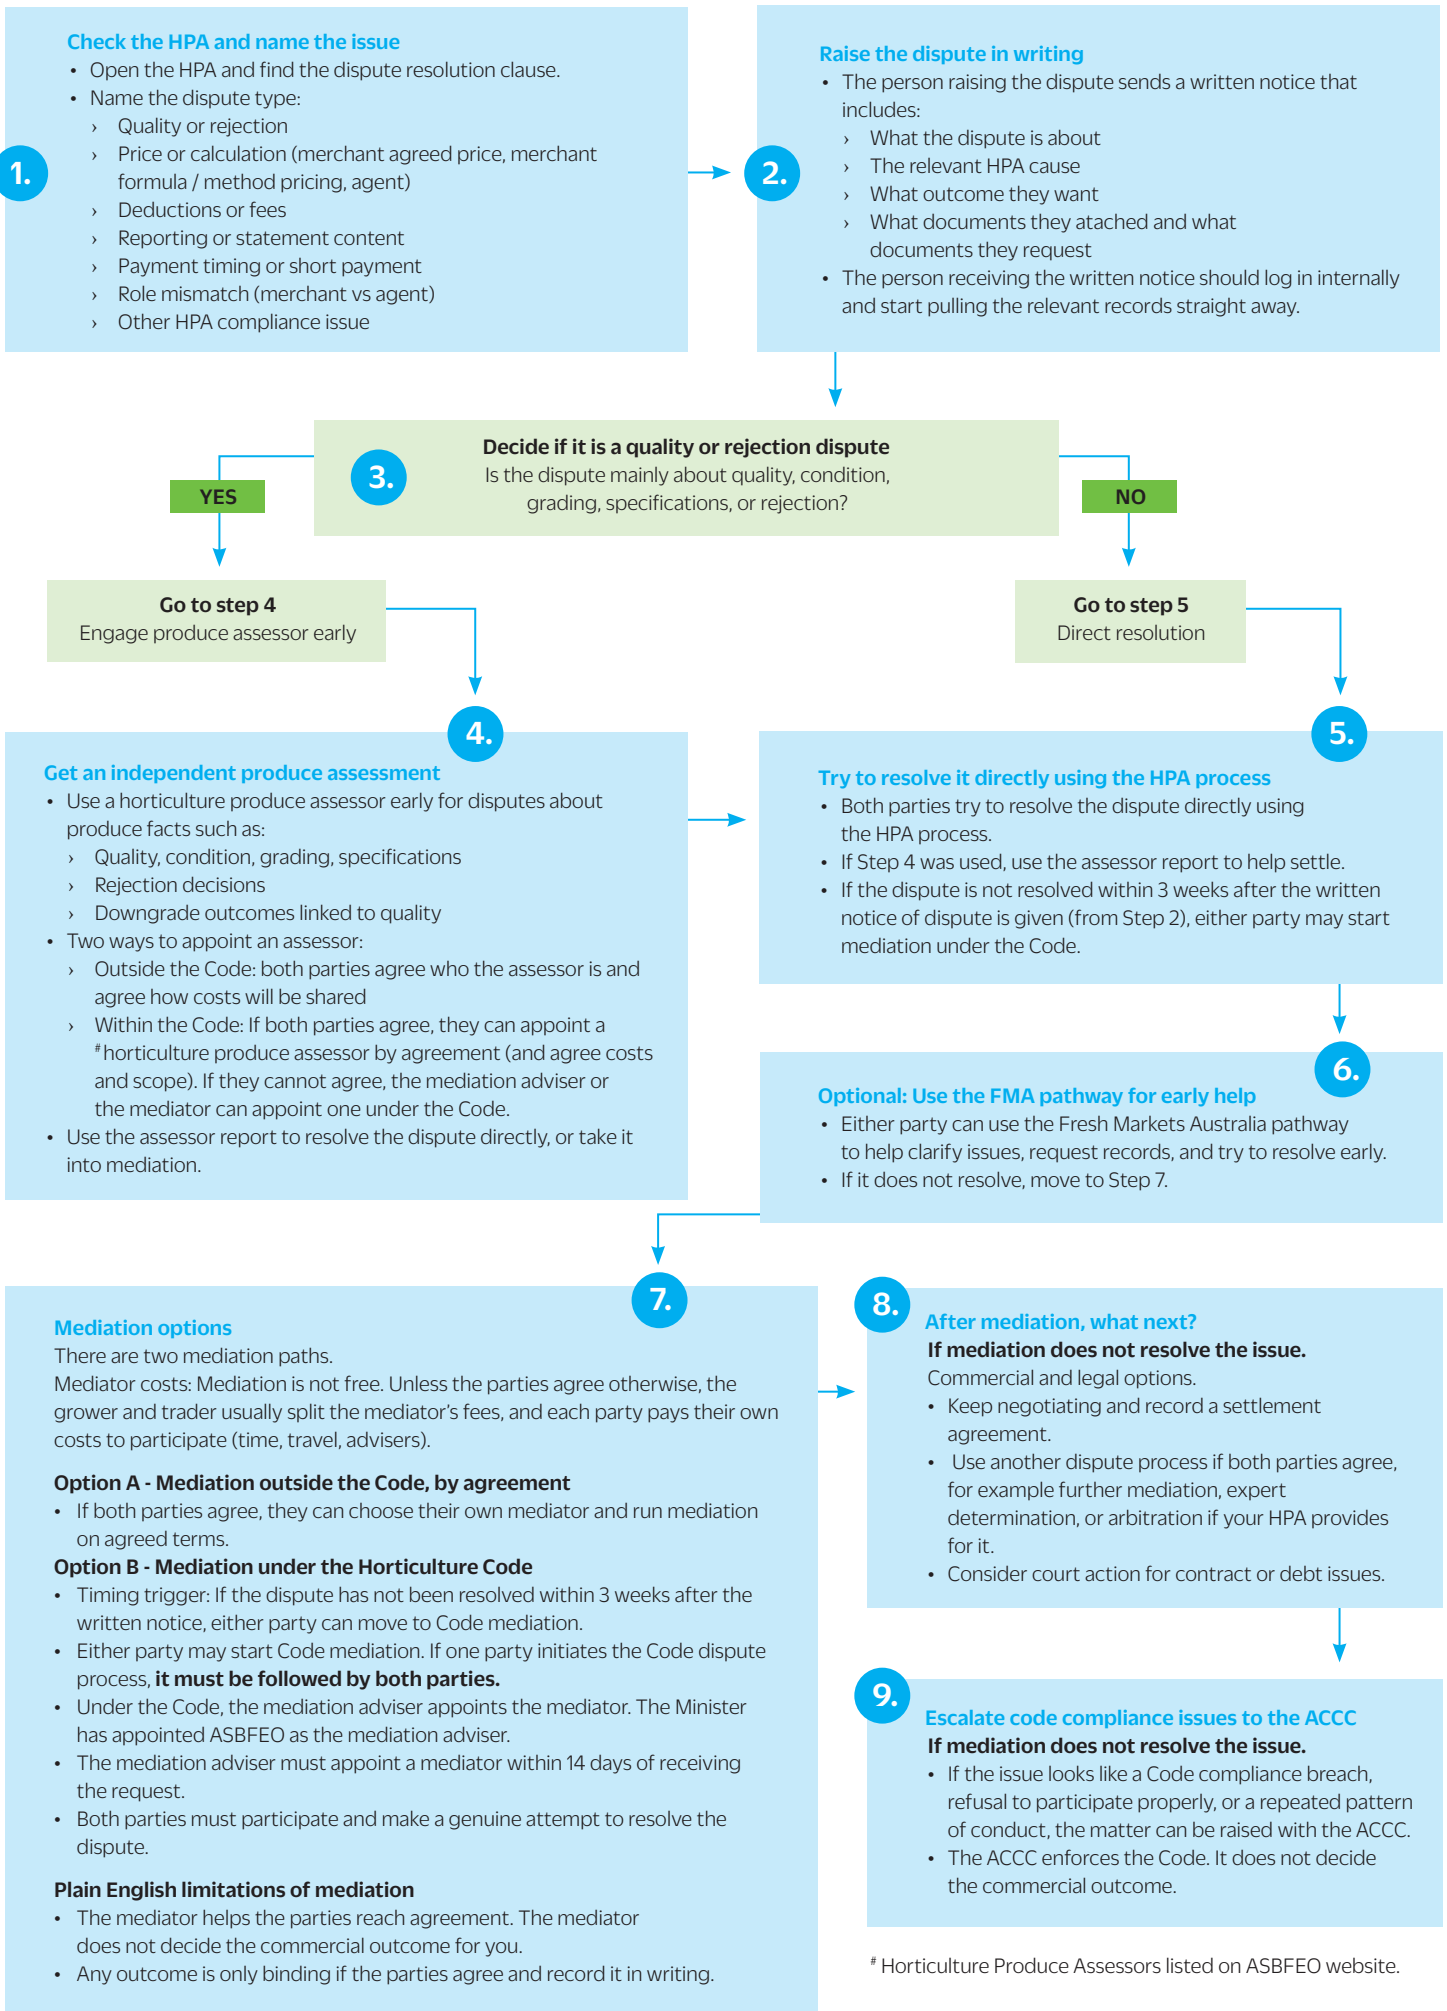 1.
Check the HPA and name the issue
• Open the HPA and find the dispute resolution clause.
• Name the dispute type:
› Quality or rejection
› Price or calculation (merchant agreed price, merchant
formula / method pricing, agent)
› Deductions or fees
› Reporting or statement content
› Payment timing or short payment
› Role mismatch (merchant vs agent)
› Other HPA compliance issue
2.
Raise the dispute in writing
• The person raising the dispute sends a written notice that
includes:
› What the dispute is about
› The relevant HPA cause
› What outcome they want
› What documents they atached and what
documents they request
• The person receiving the written notice should log in internally
and start pulling the relevant records straight away.
3.
Decide if it is a quality or rejection dispute
Is the dispute mainly about quality, condition,
grading, specifications, or rejection?
YES
NO
Go to step 4
Engage produce assessor early
Go to step 5
Direct resolution
4.
Get an independent produce assessment
• Use a horticulture produce assessor early for disputes about
produce facts such as:
› Quality, condition, grading, specifications
› Rejection decisions
› Downgrade outcomes linked to quality
• Two ways to appoint an assessor:
› Outside the Code: both parties agree who the assessor is and
agree how costs will be shared
› Within the Code: If both parties agree, they can appoint a
# horticulture produce assessor by agreement (and agree costs
and scope). If they cannot agree, the mediation adviser or
the mediator can appoint one under the Code.
• Use the assessor report to resolve the dispute directly, or take it
into mediation.
5.
Try to resolve it directly using the HPA process
• Both parties try to resolve the dispute directly using
the HPA process.
• If Step 4 was used, use the assessor report to help settle.
• If the dispute is not resolved within 3 weeks after the written
notice of dispute is given (from Step 2), either party may start
mediation under the Code.
6.
Optional: Use the FMA pathway for early help
• Either party can use the Fresh Markets Australia pathway
to help clarify issues, request records, and try to resolve early.
• If it does not resolve, move to Step 7.
7.
Mediation options
There are two mediation paths.
Mediator costs: Mediation is not free. Unless the parties agree otherwise, the
grower and trader usually split the mediator's fees, and each party pays their own
costs to participate (time, travel, advisers).
Option A - Mediation outside the Code, by agreement
• If both parties agree, they can choose their own mediator and run mediation
on agreed terms.
Option B - Mediation under the Horticulture Code
• Timing trigger: If the dispute has not been resolved within 3 weeks after the
written notice, either party can move to Code mediation.
• Either party may start Code mediation. If one party initiates the Code dispute
process, it must be followed by both parties.
• Under the Code, the mediation adviser appoints the mediator. The Minister
has appointed ASBFEO as the mediation adviser.
• The mediation adviser must appoint a mediator within 14 days of receiving
the request.
• Both parties must participate and make a genuine attempt to resolve the
dispute.
Plain English limitations of mediation
• The mediator helps the parties reach agreement. The mediator
does not decide the commercial outcome for you.
• Any outcome is only binding if the parties agree and record it in writing.
8.
After mediation, what next?
If mediation does not resolve the issue.
Commercial and legal options.
• Keep negotiating and record a settlement
agreement.
• Use another dispute process if both parties agree,
for example further mediation, expert
determination, or arbitration if your HPA provides
for it.
• Consider court action for contract or debt issues.
9.
Escalate code compliance issues to the ACCC
If mediation does not resolve the issue.
• If the issue looks like a Code compliance breach,
refusal to participate properly, or a repeated pattern
of conduct, the matter can be raised with the ACCC.
• The ACCC enforces the Code. It does not decide
the commercial outcome.
# Horticulture Produce Assessors listed on ASBFEO website.